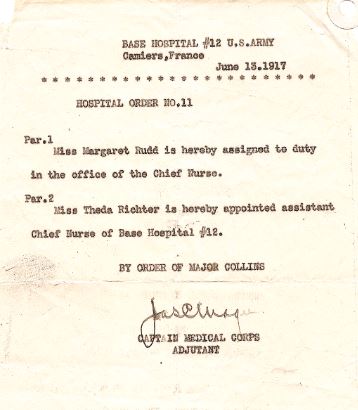 BASE HOSPITAL #12 U.S.ARMY
Camiers,France
June 13.1917
* * * * * * * * * * * * * * * * * * * * * * * *
HOSPITAL ORDER NO.11
Par.1
Miss Margaret Rudd is hereby assigned to duty
in the office of the Chief Nurse.
Par.2
Miss Theda Richter is hereby appointed assistant
Chief Nurse of Base Hospital #12.
BY ORDER OF MAJOR COLLINS
CAPTAIN MEDICAL CORPS
ADJUTANT